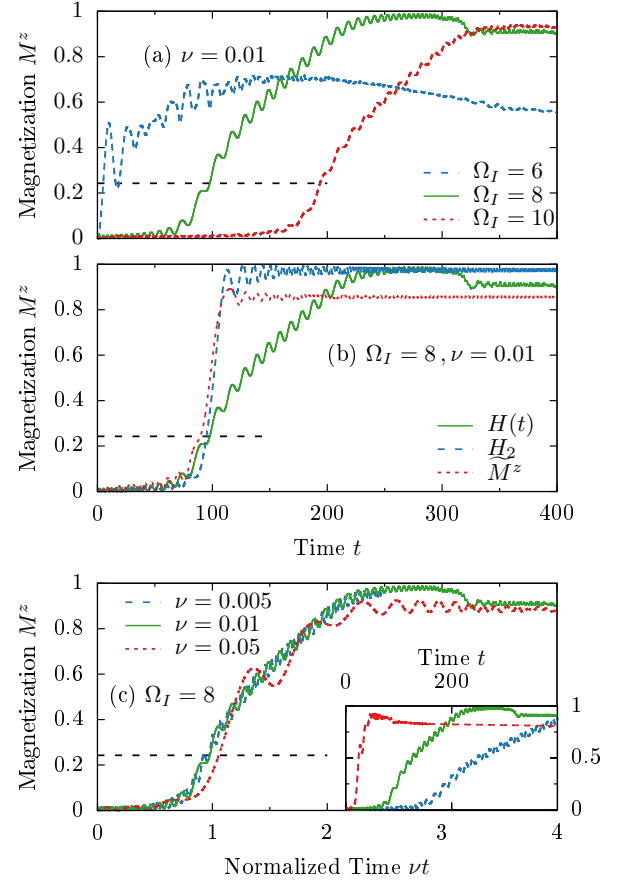 Magnetization M^z
1
0.8
0.6
0.4
0.2
0
(a) ν = 0.01
Ω_I = 6
Ω_I = 8
Ω_I = 10
Magnetization M^z
1
0.8
0.6
0.4
0.2
0
(b) Ω_I = 8 , ν = 0.01
H(t)
H_2
\widetilde{M^z}
0 100 200 300 400
Time t
Magnetization M^z
1
0.8
0.6
0.4
0.2
0
ν = 0.005
ν = 0.01
ν = 0.05
(c) Ω_I = 8
Time t
0 200
1
0.5
0
0 1 2 3 4
Normalized Time νt